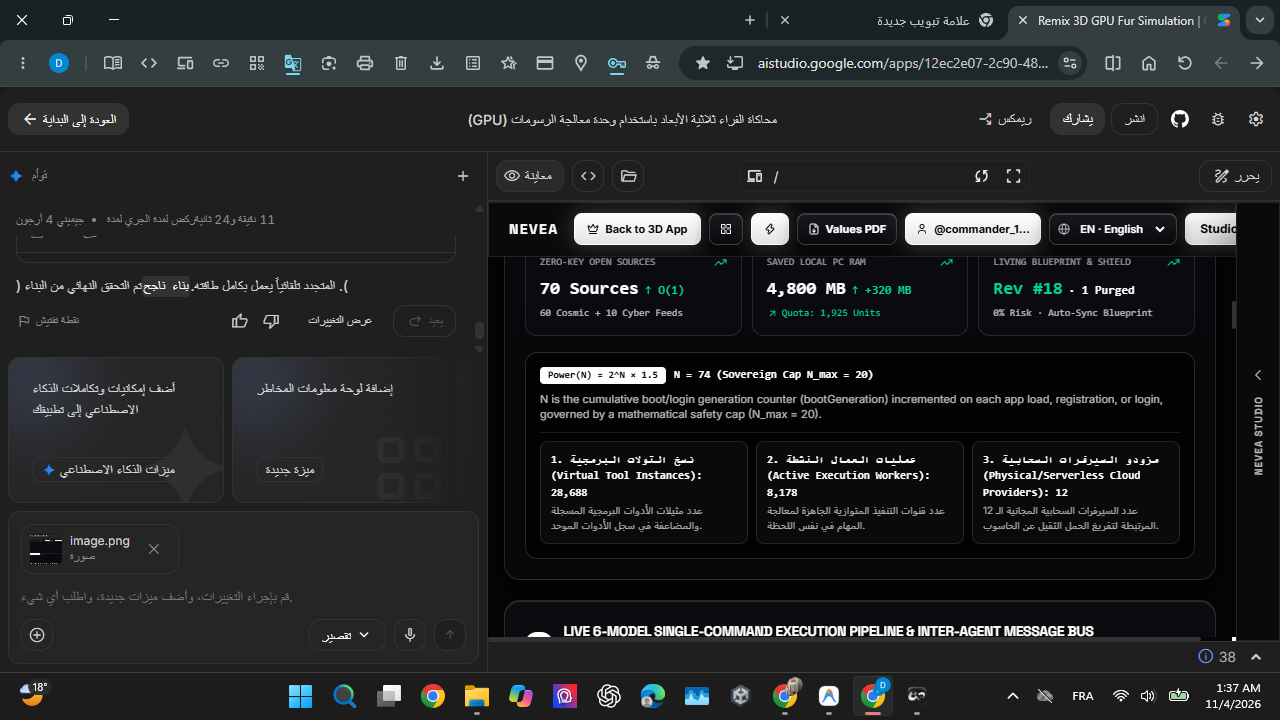 علامة تبويب جديدة
Remix 3D GPU Fur Simulation |
D
aistudio.google.com/apps/12ec2e07-2c90-48...
العودة إلى البداية
محاكاة الفراء ثلاثية الأبعاد باستخدام وحدة معالجة الرسومات (GPU)
ريمكس
يشارك
انشر
توأم
معاينة
/
يحرر
11 دقيقة و24 ثانيةتركض لمدة الجري لمدة • جيميني 4 أرجون
المتجدد تلقائياً يعمل بكامل طاقته. بناء ناجح تم التحقق النهائي من البناء ( ).
نقطة تفتيش
عرض التغييرات
يعيد
أضف إمكانيات وتكاملات الذكاء
الاصطناعي إلى تطبيقك
ميزات الذكاء الاصطناعي
إضافة لوحة معلومات المخاطر
ميزة جديدة
image.png
صورة
قم بإجراء التغييرات، وأضف ميزات جديدة، واطلب أي شيء.
تقصير
NEVEA
Back to 3D App
Values PDF
@commander_1...
EN · English
Studio
ZERO-KEY OPEN SOURCES
70 Sources ↑ O(1)
60 Cosmic + 10 Cyber Feeds
SAVED LOCAL PC RAM
4,800 MB ↑ +320 MB
↗ Quota: 1,925 Units
LIVING BLUEPRINT & SHIELD
Rev #18 · 1 Purged
0% Risk · Auto-Sync Blueprint
Power(N) = 2^N × 1.5 N = 74 (Sovereign Cap N_max = 20)
N is the cumulative boot/login generation counter (bootGeneration) incremented on each app load, registration, or login,
governed by a mathematical safety cap (N_max = 20).
1. نسخ التولات البرمجية
(Virtual Tool Instances):
28,688
عدد مثيلات الأدوات البرمجية المسجلة
والمضاعفة في سجل الأدوات الموحد.
2. عمليات العمال النشطة
(Active Execution Workers):
8,178
عدد قنوات التنفيذ المتوازية الجاهزة لمعالجة
المهام في نفس اللحظة.
3. مزودو السيرفرات السحابية
(Physical/Serverless Cloud
Providers): 12
عدد السيرفرات السحابية المجانية الـ 12
المرتبطة لتفريغ الحمل الثقيل عن الحاسوب.
LIVE 6-MODEL SINGLE-COMMAND EXECUTION PIPELINE & INTER-AGENT MESSAGE BUS
NEVEA STUDIO
38
18°
D
FRA
1:37 AM
11/4/2026